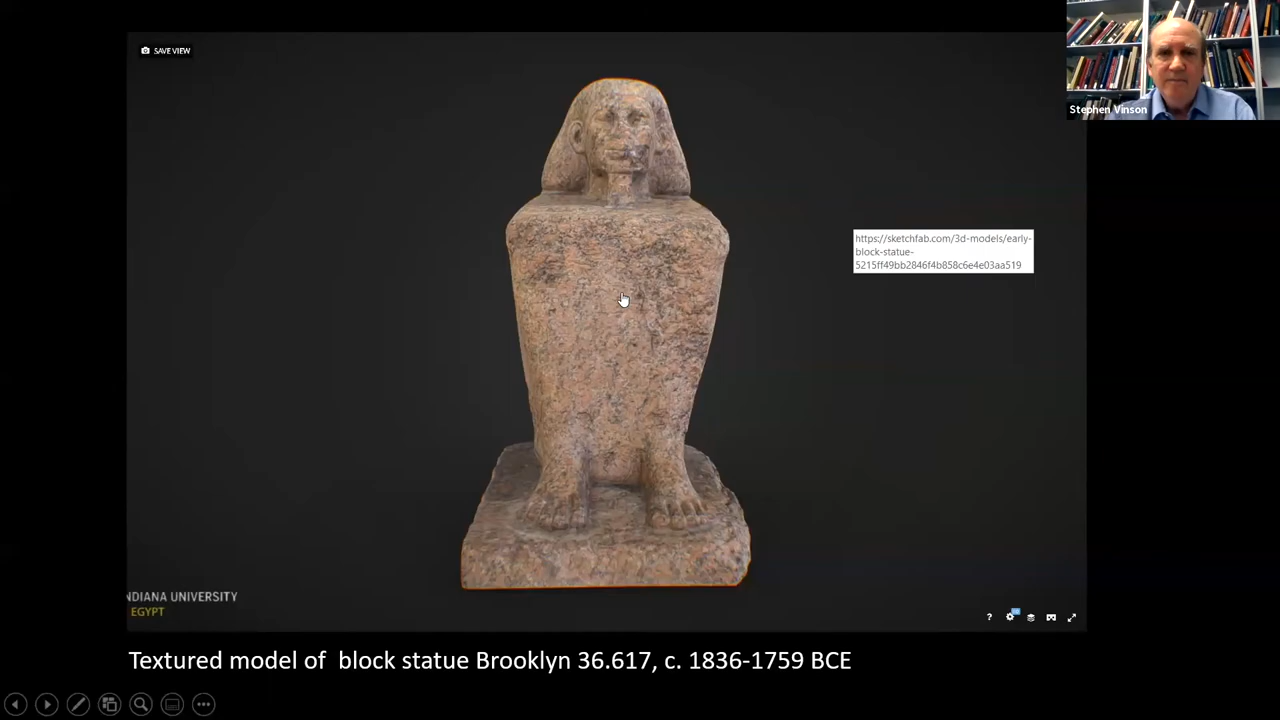 SAVE VIEW
Stephen Vinson
https://sketchfab.com/3d-models/early-
block-statue-
5215ff49bb2846f4b858c6e4e03aa519
NDIANA UNIVERSITY
EGYPT
Textured model of  block statue Brooklyn 36.617, c. 1836-1759 BCE